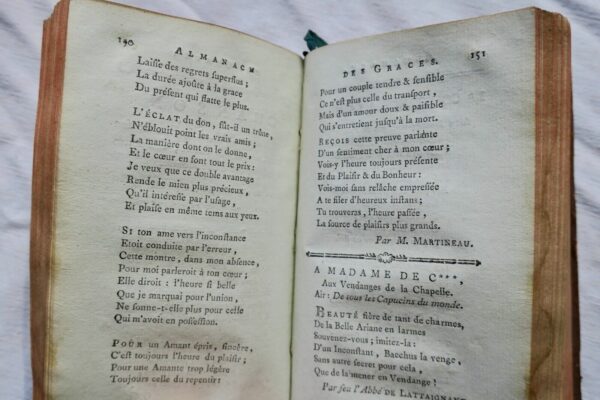 150 ALMANACH
Laisse des regrets superflus ;
La durée ajoûte à la grace
Du présent qui flatte le plus.
L'ÉCLAT du don, fût-il un trône,
N'éblouit point les vrais amis ;
La maniere dont on le donne,
Et le cœur en sont tout le prix :
Je veux que ce double avantage
Rende le mien plus précieux,
Qu'il intéresse par l'usage,
Et plaise en même tems aux yeux.
SI ton ame vers l'inconstance
Etoit conduite par l'erreur,
Cette montre, dans mon absence,
Pour moi parleroit à ton cœur ;
Elle diroit : l'heure si belle
Que je marquai pour l'union,
Ne sonne-t-elle plus pour celle
Qui m'avoit en possession.
POUR un Amant épris, sincère,
C'est toujours l'heure du plaisir ;
Pour une Amante trop légère
Toujours celle du repentir :
DES GRACES. 151
Pour un couple tendre & sensible
Ce n'est plus celle du transport,
Mais d'un amour doux & paisible
Qui s'entretient jusqu'à la mort.
REÇOIS cette preuve parlante
D'un sentiment cher à mon cœur ;
Vois-y l'heure toujours présente
Et du Plaisir & du Bonheur :
Vois-moi sans relâche empressée
A te filer d'heureux instans ;
Tu trouveras, l'heure passée,
La source de plaisirs plus grands.
Par M. MARTINEAU.
A MADAME DE C***,
Aux Vendanges de la Chapelle.
Air : De tous les Capucins du monde.
BEAUTÉ fière de tant de charmes,
De la Belle Ariane en larmes
Souvenez-vous ; imitez-la :
D'un Inconstant, Bacchus la venge,
Sans autre secret pour cela,
Que de la mener en Vendange !
Par feu l'Abbé DE LATTAIGNANT